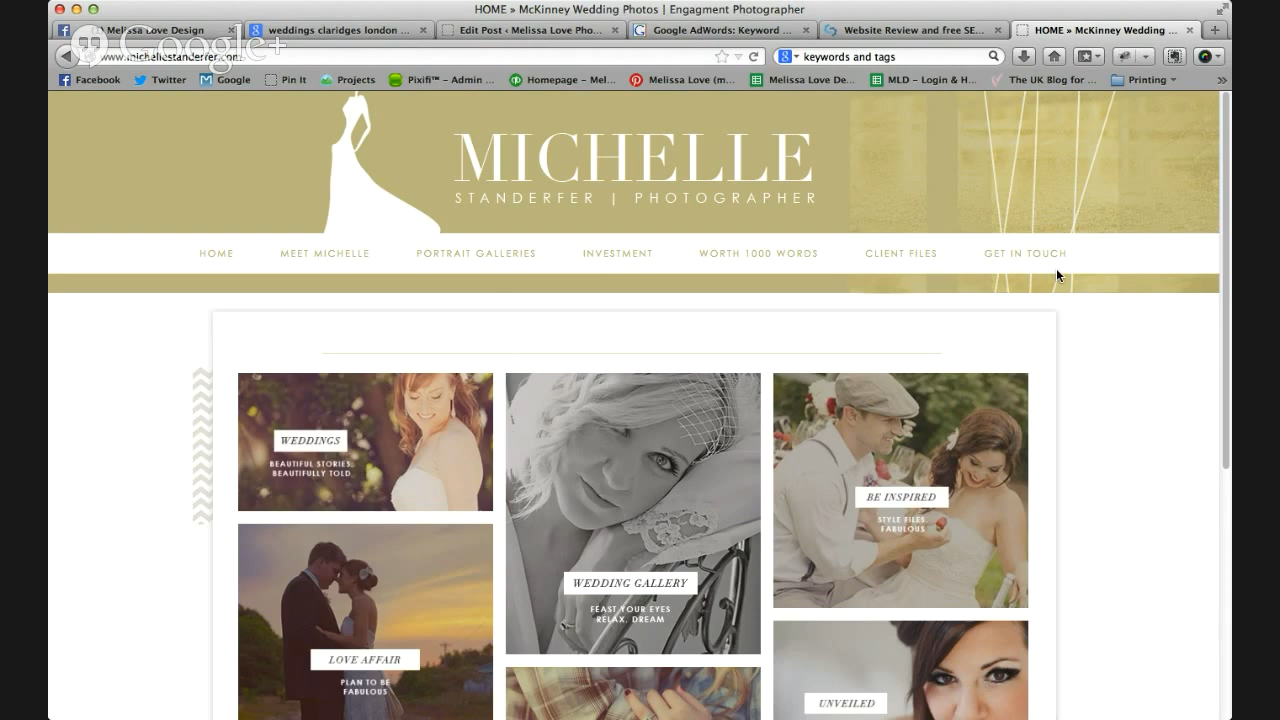 HOME » McKinney Wedding Photos | Engagment Photographer
Melissa Love Design
weddings claridges london ...
Edit Post ‹ Melissa Love Pho...
Google AdWords: Keyword ...
Website Review and free SE...
HOME » McKinney Wedding ...
Google+
www.michellestanderfer.com
keywords and tags
Facebook
Twitter
Google
Pin It
Projects
Pixifi™ – Admin ...
Homepage – Mel...
Melissa Love (m...
Melissa Love De...
MLD – Login & H...
The UK Blog for ...
Printing
MICHELLE
STANDERFER | PHOTOGRAPHER
HOME
MEET MICHELLE
PORTRAIT GALLERIES
INVESTMENT
WORTH 1000 WORDS
CLIENT FILES
GET IN TOUCH
WEDDINGS
BEAUTIFUL STORIES,
BEAUTIFULLY TOLD
WEDDING GALLERY
FEAST YOUR EYES
RELAX, DREAM
BE INSPIRED
STYLE FILES,
FABULOUS
LOVE AFFAIR
PLAN TO BE
FABULOUS
UNVEILED